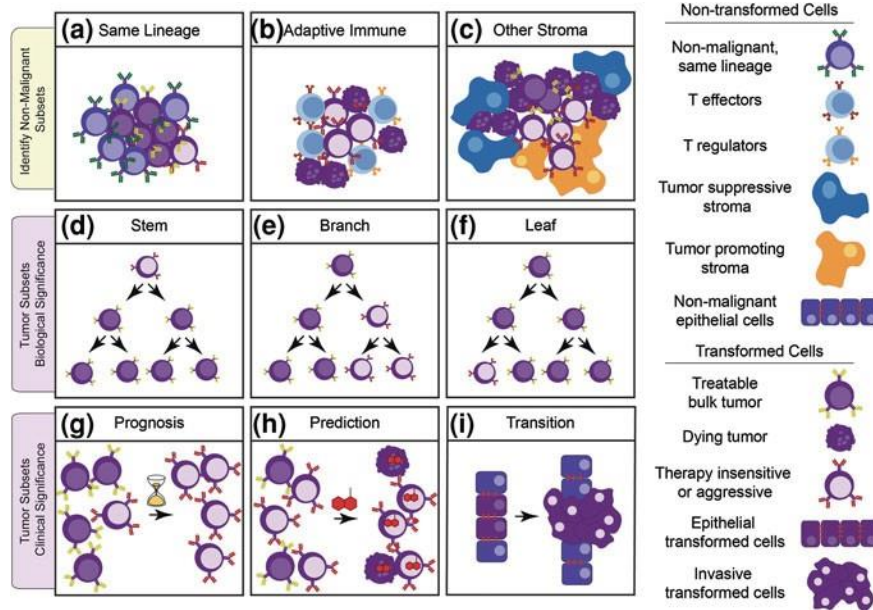 Identify Non-Malignant
Subsets
(a) Same Lineage
(b) Adaptive Immune
(c) Other Stroma
Tumor Subsets
Biological Significance
(d) Stem
(e) Branch
(f) Leaf
Tumor Subsets
Clinical Significance
(g) Prognosis
(h) Prediction
(i) Transition
Non-transformed Cells
Non-malignant,
same lineage
T effectors
T regulators
Tumor suppressive
stroma
Tumor promoting
stroma
Non-malignant
epithelial cells
Transformed Cells
Treatable
bulk tumor
Dying tumor
Therapy insensitive
or aggressive
Epithelial
transformed cells
Invasive
transformed cells